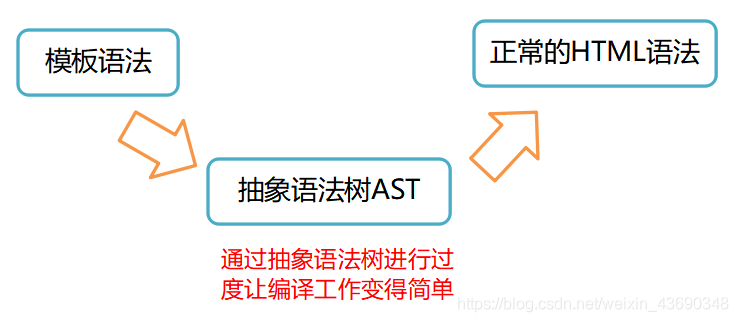 模板语法
正常的HTML语法
抽象语法树AST
通过抽象语法树进行过
度让编译工作变得简单
https://blog.csdn.net/weixin_43690348